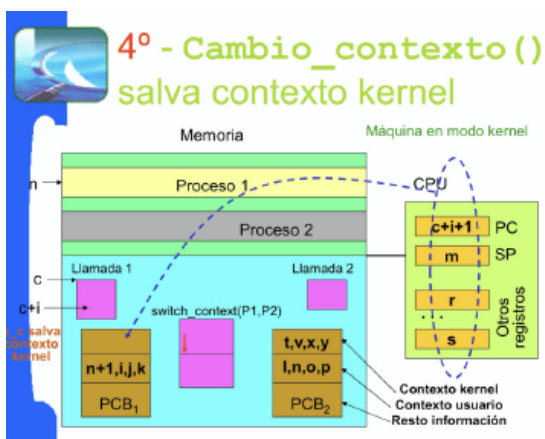 4º - Cambio_contexto()
salva contexto kernel
Memoria
Máquina en modo kernel
n
Proceso 1
CPU
Proceso 2
c+i+1 PC
m SP
c
Llamada 1
Llamada 2
c+i
switch_context(P1,P2)
r
...
s
Otros
registros
s_c salva
contexto
kernel
t,v,x,y
n+1,i,j,k
l,n,o,p
Contexto kernel
Contexto usuario
PCB1
PCB2
Resto información